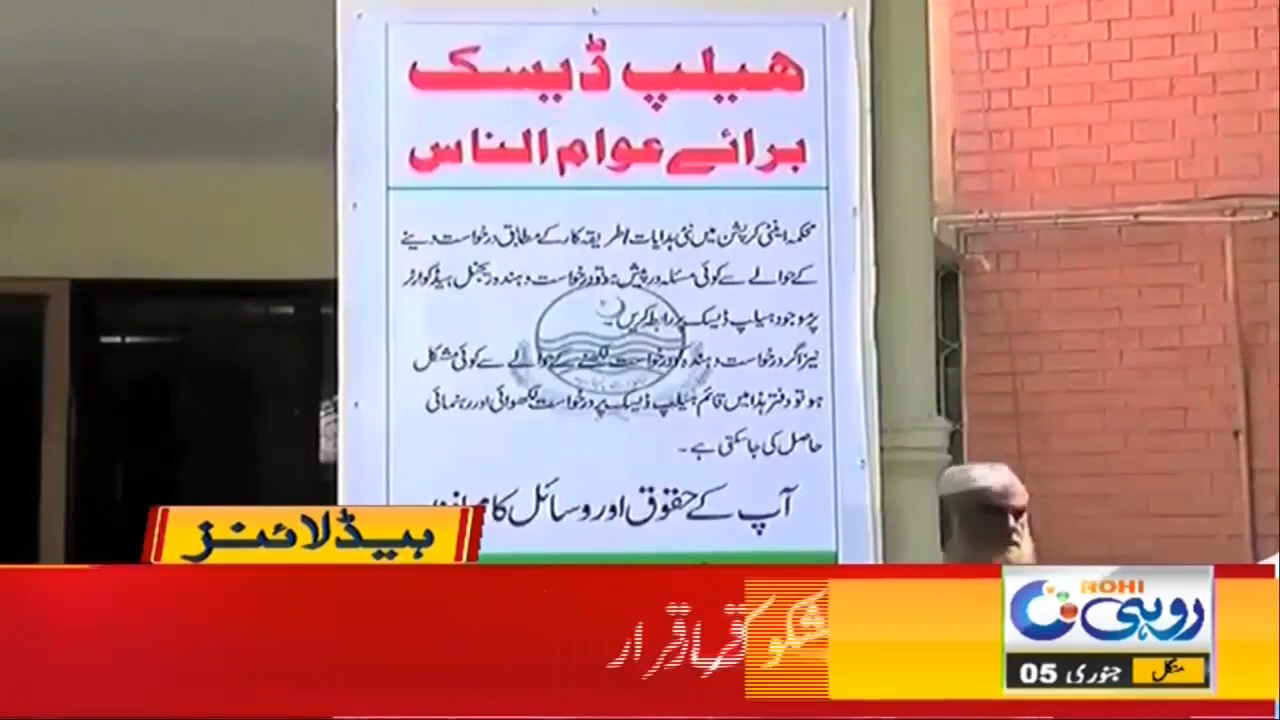 ھیلپ ڈیسک
برائے عوام الناس
محکمہ اینٹی کرپشن میں نئی ہدایات/طریقہ کار کے مطابق درخواست دینے
کے حوالے سے کوئی مسئلہ درپیش ہو تو درخواست دہندہ ریجنل ہیڈ کوارٹر
پر موجود ہیلپ ڈیسک پر رابطہ کریں۔
نیز اگر درخواست دہندہ کو درخواست لکھنے کے حوالے سے کوئی مشکل
ہو تو دفتر ہذا میں قائم ہیلپ ڈیسک پر درخواست لکھوائی اور رہنمائی
حاصل کی جا سکتی ہے۔
آپ کے حقوق اور وسائل کا
ہیڈلائنز
قرار
ROHI
روہی
منگل
جنوری 05